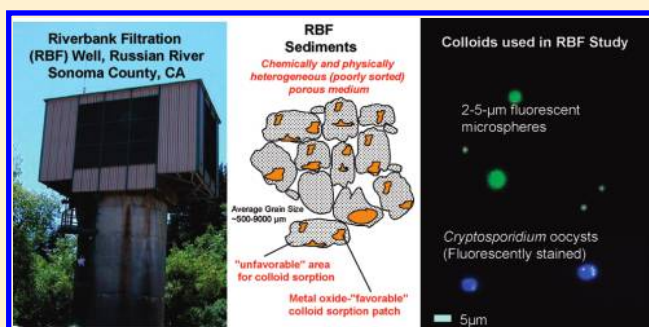 Riverbank Filtration
(RBF) Well, Russian River
Sonoma County, CA
RBF
Sediments
Chemically and physically
heterogeneous (poorly sorted)
porous medium
Average Grain Size
~500-9000 µm
"unfavorable" area
for colloid sorption
Metal oxide-"favorable"
colloid sorption patch
Colloids used in RBF Study
2-5-µm fluorescent
microspheres
Cryptosporidium oocysts
(Fluorescently stained)
5µm